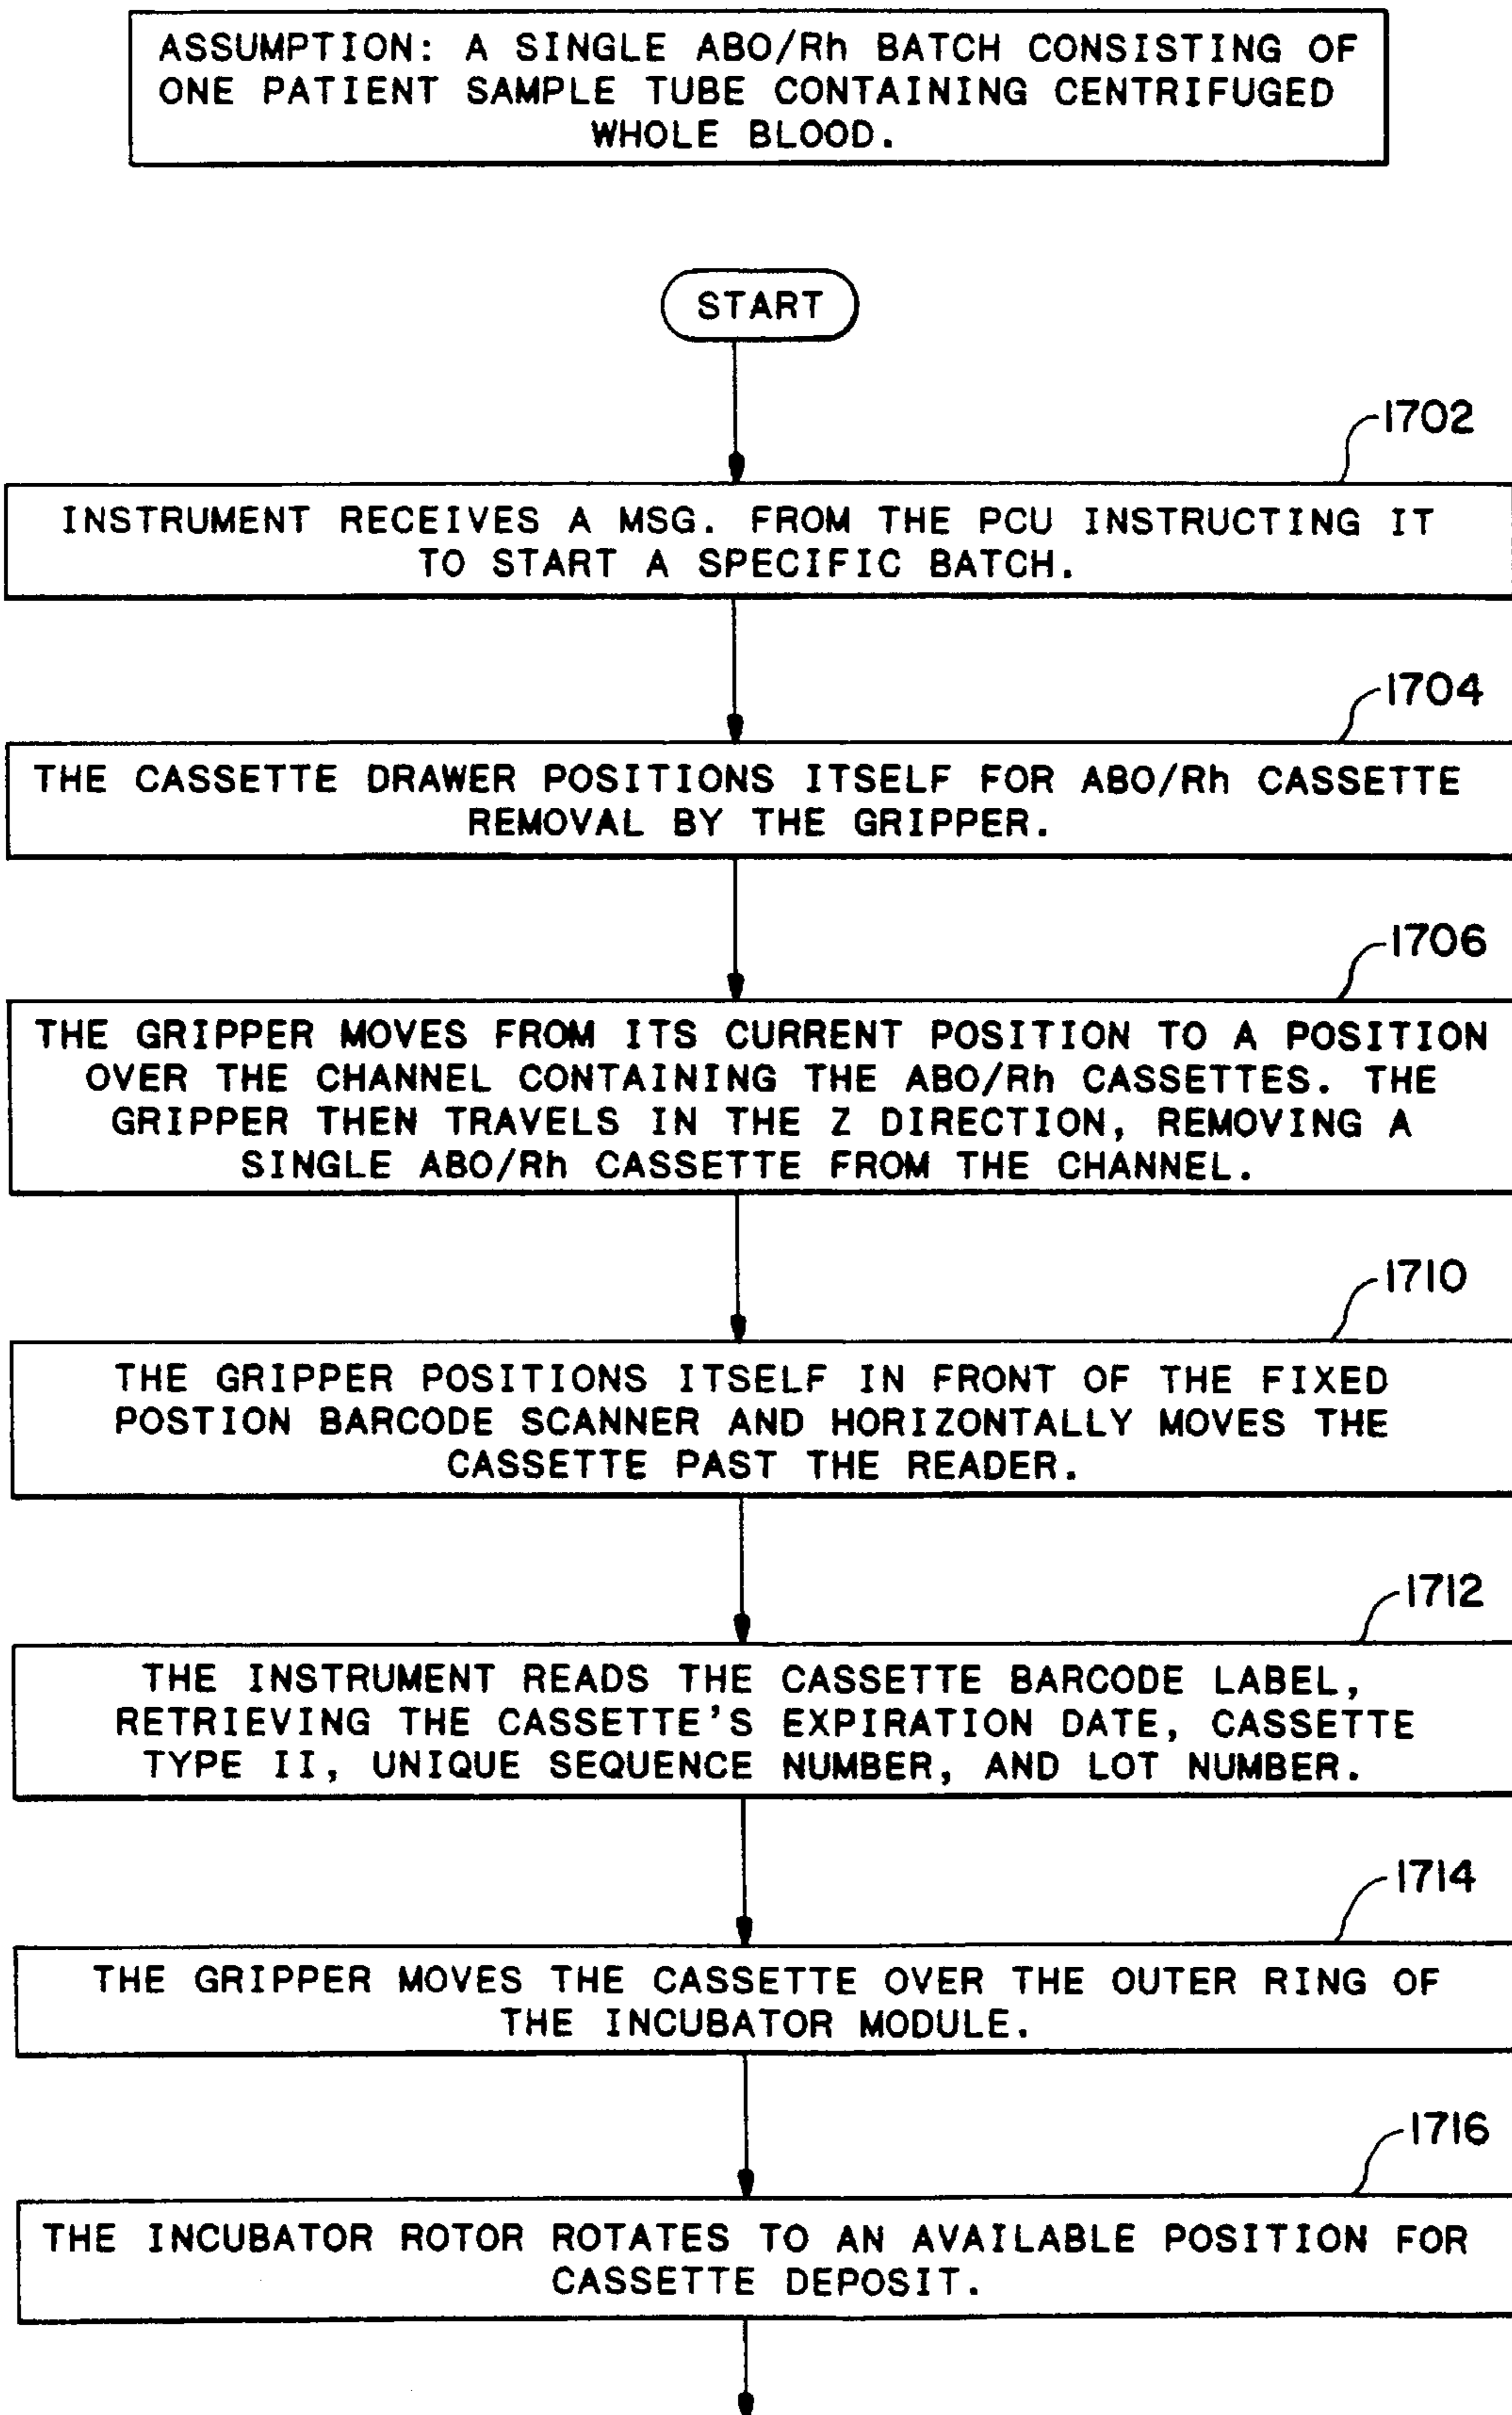 ASSUMPTION: A SINGLE ABO/Rh BATCH CONSISTING OF
ONE PATIENT SAMPLE TUBE CONTAINING CENTRIFUGED
WHOLE BLOOD.
START
1702
INSTRUMENT RECEIVES A MSG. FROM THE PCU INSTRUCTING IT
TO START A SPECIFIC BATCH.
1704
THE CASSETTE DRAWER POSITIONS ITSELF FOR ABO/Rh CASSETTE
REMOVAL BY THE GRIPPER.
1706
THE GRIPPER MOVES FROM ITS CURRENT POSITION TO A POSITION
OVER THE CHANNEL CONTAINING THE ABO/Rh CASSETTES. THE
GRIPPER THEN TRAVELS IN THE Z DIRECTION, REMOVING A
SINGLE ABO/Rh CASSETTE FROM THE CHANNEL.
1710
THE GRIPPER POSITIONS ITSELF IN FRONT OF THE FIXED
POSTION BARCODE SCANNER AND HORIZONTALLY MOVES THE
CASSETTE PAST THE READER.
1712
THE INSTRUMENT READS THE CASSETTE BARCODE LABEL,
RETRIEVING THE CASSETTE'S EXPIRATION DATE, CASSETTE
TYPE II, UNIQUE SEQUENCE NUMBER, AND LOT NUMBER.
1714
THE GRIPPER MOVES THE CASSETTE OVER THE OUTER RING OF
THE INCUBATOR MODULE.
1716
THE INCUBATOR ROTOR ROTATES TO AN AVAILABLE POSITION FOR
CASSETTE DEPOSIT.